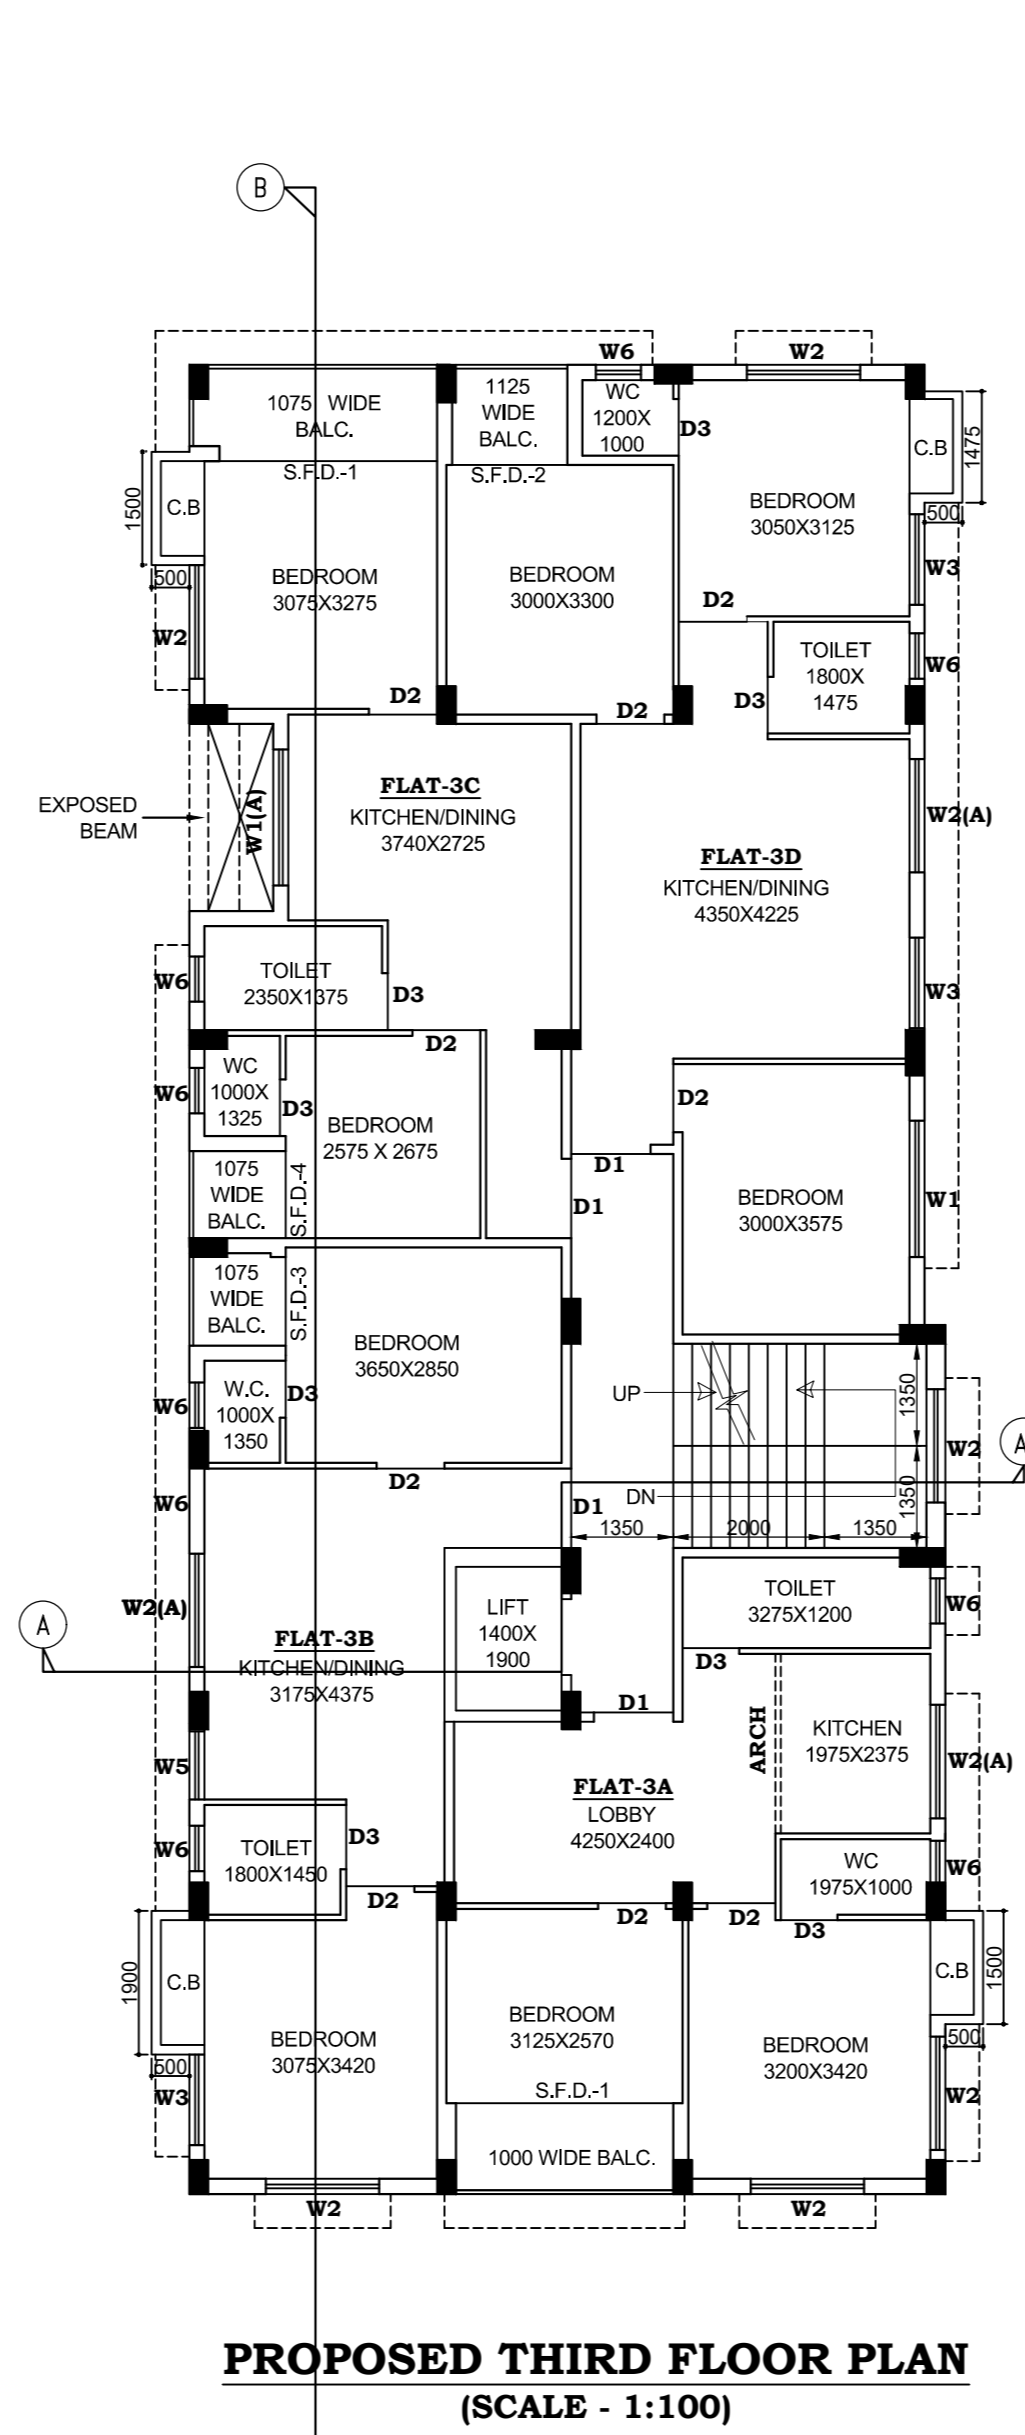 B
W6
W2
1075 WIDE
BALC.
1125
WIDE
BALC.
WC
1200X
1000
D3
C.B
1475
S.F.D.-1
S.F.D.-2
1500
C.B
BEDROOM
3050X3125
500
500
BEDROOM
3075X3275
BEDROOM
3000X3300
W3
D2
W2
TOILET
1800X
1475
W6
D3
D2
D2
EXPOSED
BEAM
W1(A)
FLAT-3C
KITCHEN/DINING
3740X2725
W2(A)
FLAT-3D
KITCHEN/DINING
4350X4225
W6
TOILET
2350X1375
D3
W3
D2
WC
1000X
1325
W6
D3
BEDROOM
2575 X 2675
D2
D1
1075
WIDE
BALC.
S.F.D.-4
D1
BEDROOM
3000X3575
W1
1075
WIDE
BALC.
S.F.D.-3
BEDROOM
3650X2850
W.C.
1000X
1350
W6
D3
UP
1350
W2
A
D2
W6
DN
D1
1350
1350
2000
1350
W2(A)
A
LIFT
1400X
1900
TOILET
3275X1200
W6
FLAT-3B
KITCHEN/DINING
3175X4375
D3
D1
ARCH
KITCHEN
1975X2375
W5
W2(A)
FLAT-3A
LOBBY
4250X2400
W6
TOILET
1800X1450
D3
WC
1975X1000
W6
D2
D2
D2
D3
1900
C.B
C.B
1500
BEDROOM
3075X3420
BEDROOM
3125X2570
BEDROOM
3200X3420
500
500
W3
S.F.D.-1
W2
1000 WIDE BALC.
W2
W2
PROPOSED THIRD FLOOR PLAN
(SCALE - 1:100)